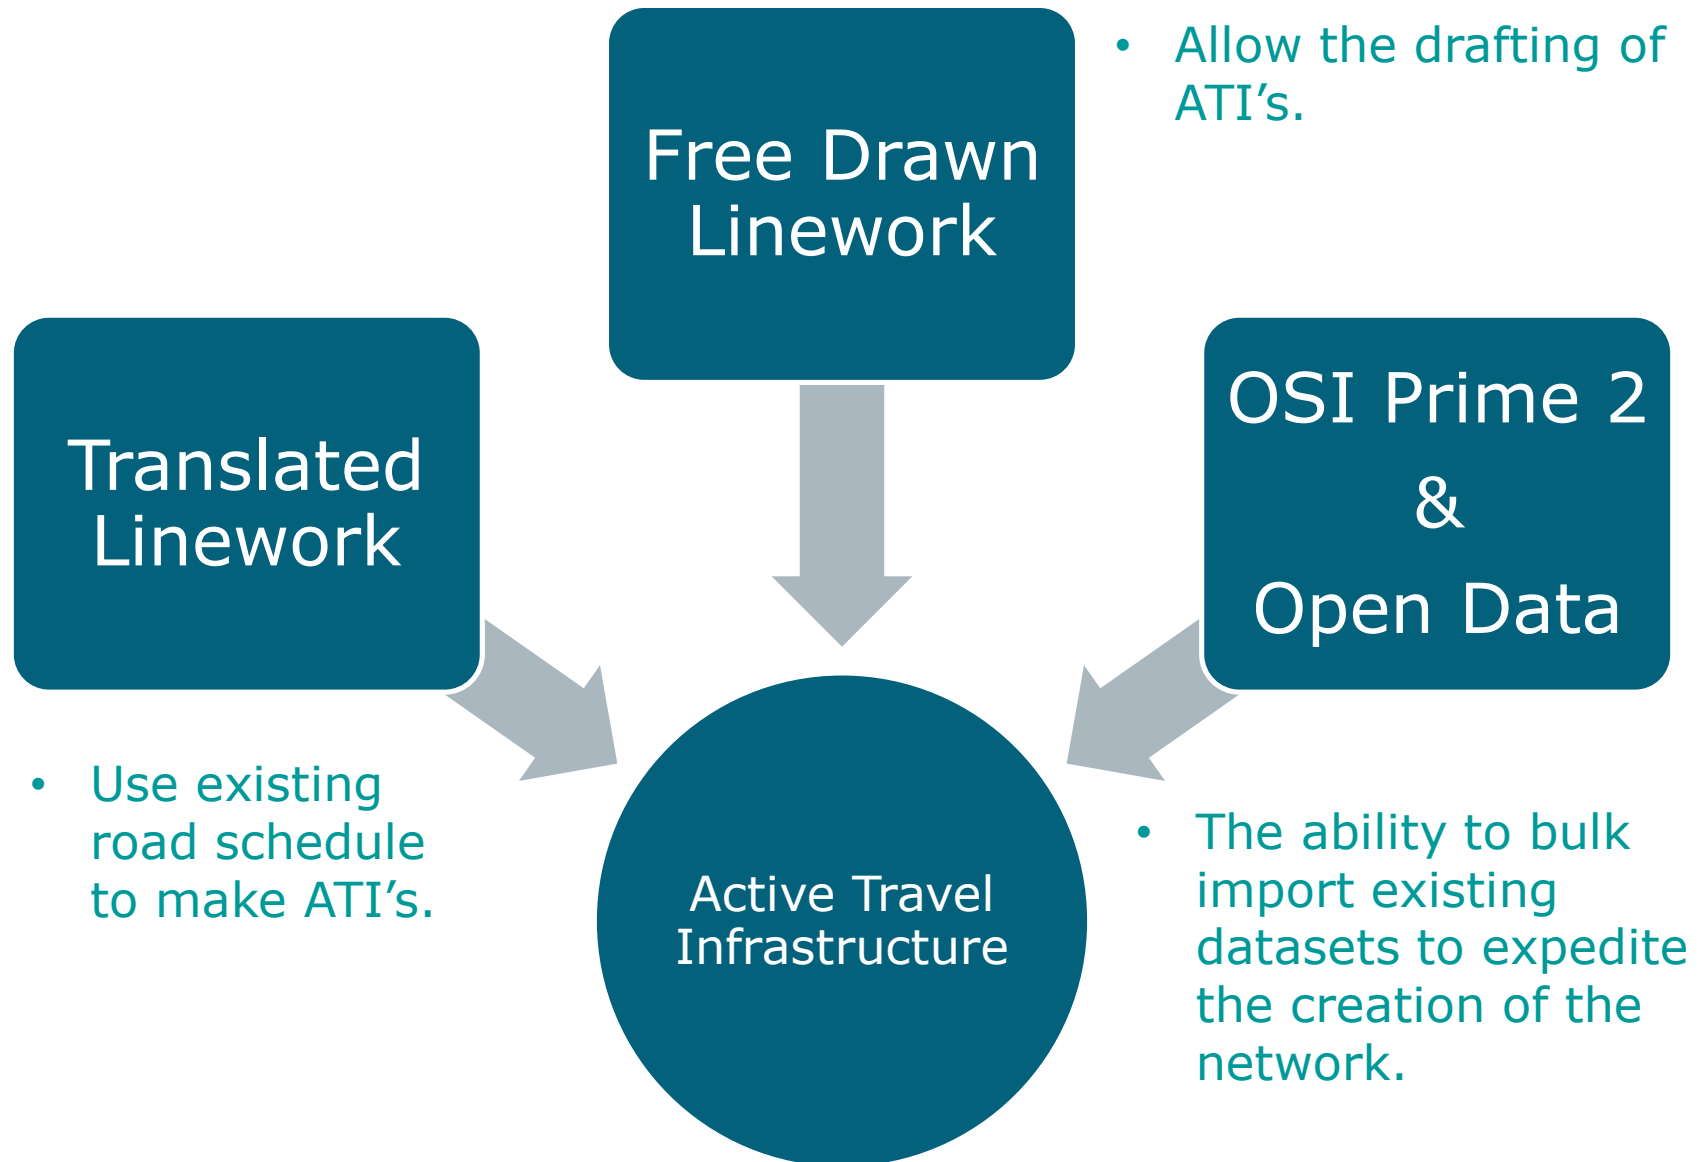 Free Drawn
Linework
• Allow the drafting of
ATI’s.
Translated
Linework
• Use existing
road schedule
to make ATI’s.
OSI Prime 2
&
Open Data
• The ability to bulk
import existing
datasets to expedite
the creation of the
network.
Active Travel
Infrastructure